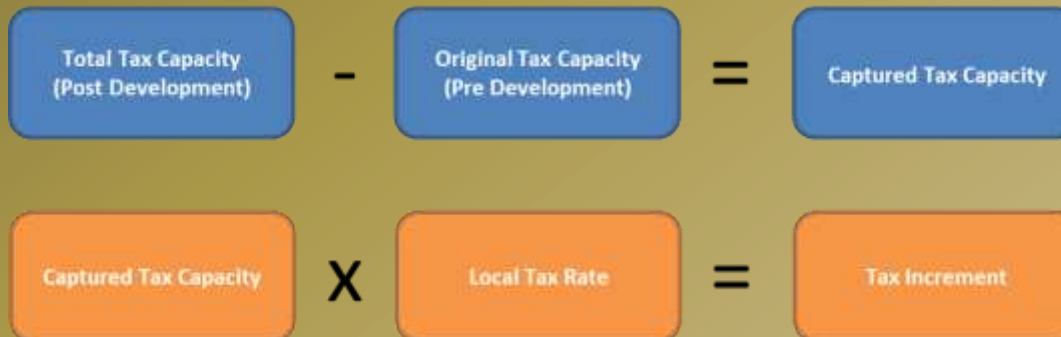 Total Tax Capacity
(Post Development)
-
Original Tax Capacity
(Pre Development)
=
Captured Tax Capacity
Captured Tax Capacity
X
Local Tax Rate
=
Tax Increment